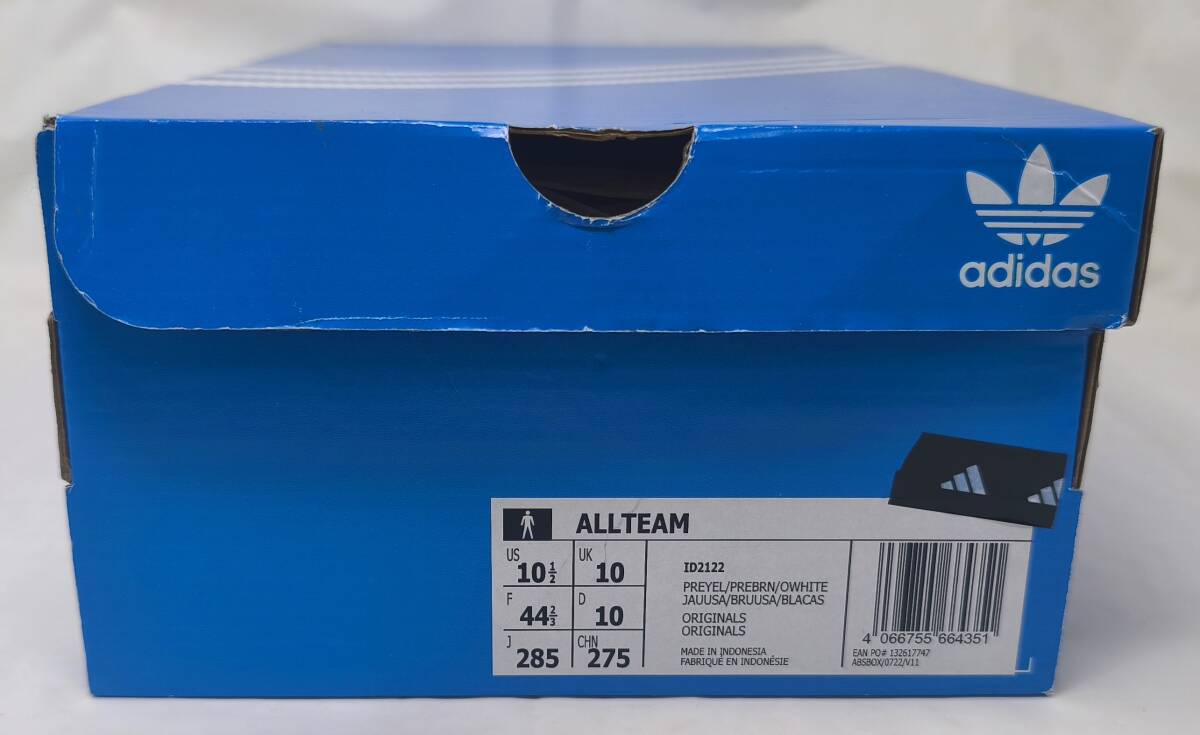 adidas
ALLTEAM
US 10½ UK 10
F 44⅔ D 10
J 285 CHN 275
ID2122
PREYEL/PREBRN/OWHITE
JAUUSA/BRUUSA/BLACAS
ORIGINALS
ORIGINALS
MADE IN INDONESIA
FABRIQUÉ EN INDONÉSIE
4 066755 664351
EAN PO# 132617747
ABSBOX/0722/V11